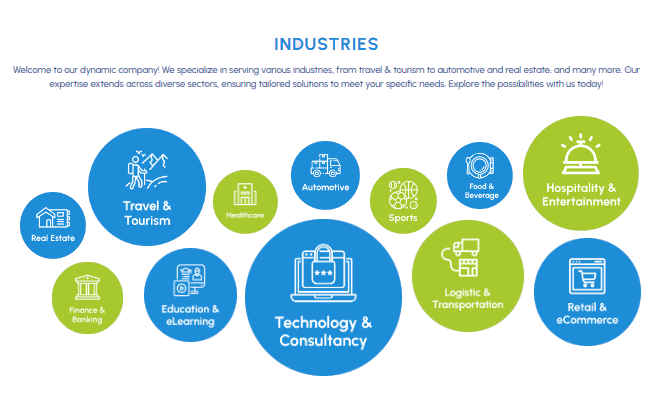 INDUSTRIES
Welcome to our dynamic company! We specialize in serving various industries, from travel & tourism to automotive and real estate, and many more. Our
expertise extends across diverse sectors, ensuring tailored solutions to meet your specific needs. Explore the possibilities with us today!
Real Estate
Travel &
Tourism
Healthcare
Automotive
Sports
Food &
Beverage
Hospitality &
Entertainment
Finance &
Banking
Education &
eLearning
Technology &
Consultancy
Logistic &
Transportation
Retail &
eCommerce